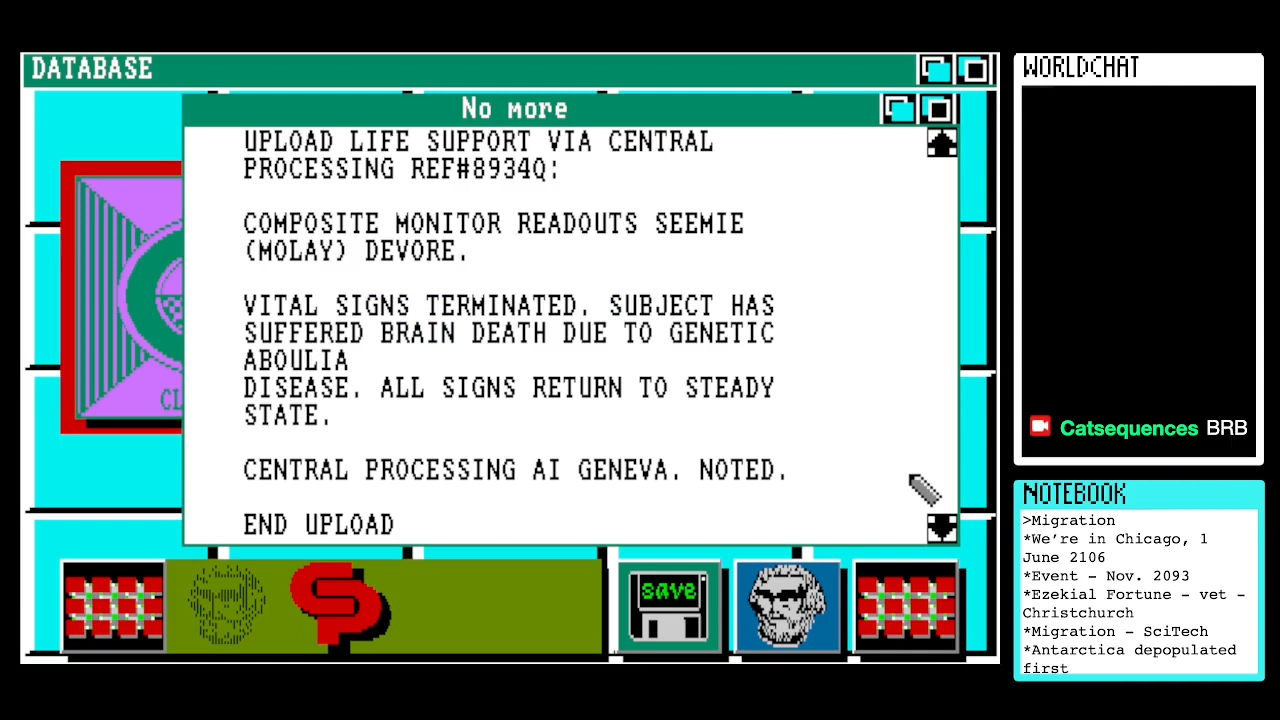 DATABASE
No more
UPLOAD LIFE SUPPORT VIA CENTRAL
PROCESSING REF#8934Q:
COMPOSITE MONITOR READOUTS SEEMIE
(MOLAY) DEVORE.
VITAL SIGNS TERMINATED. SUBJECT HAS
SUFFERED BRAIN DEATH DUE TO GENETIC
ABOULIA
DISEASE. ALL SIGNS RETURN TO STEADY
STATE.
CENTRAL PROCESSING AI GENEVA. NOTED.
END UPLOAD
CL
save
WORLDCHAT
Catsequences BRB
NOTEBOOK
>Migration
*We’re in Chicago, 1
June 2106
*Event – Nov. 2093
*Ezekial Fortune – vet –
Christchurch
*Migration – SciTech
*Antarctica depopulated
first